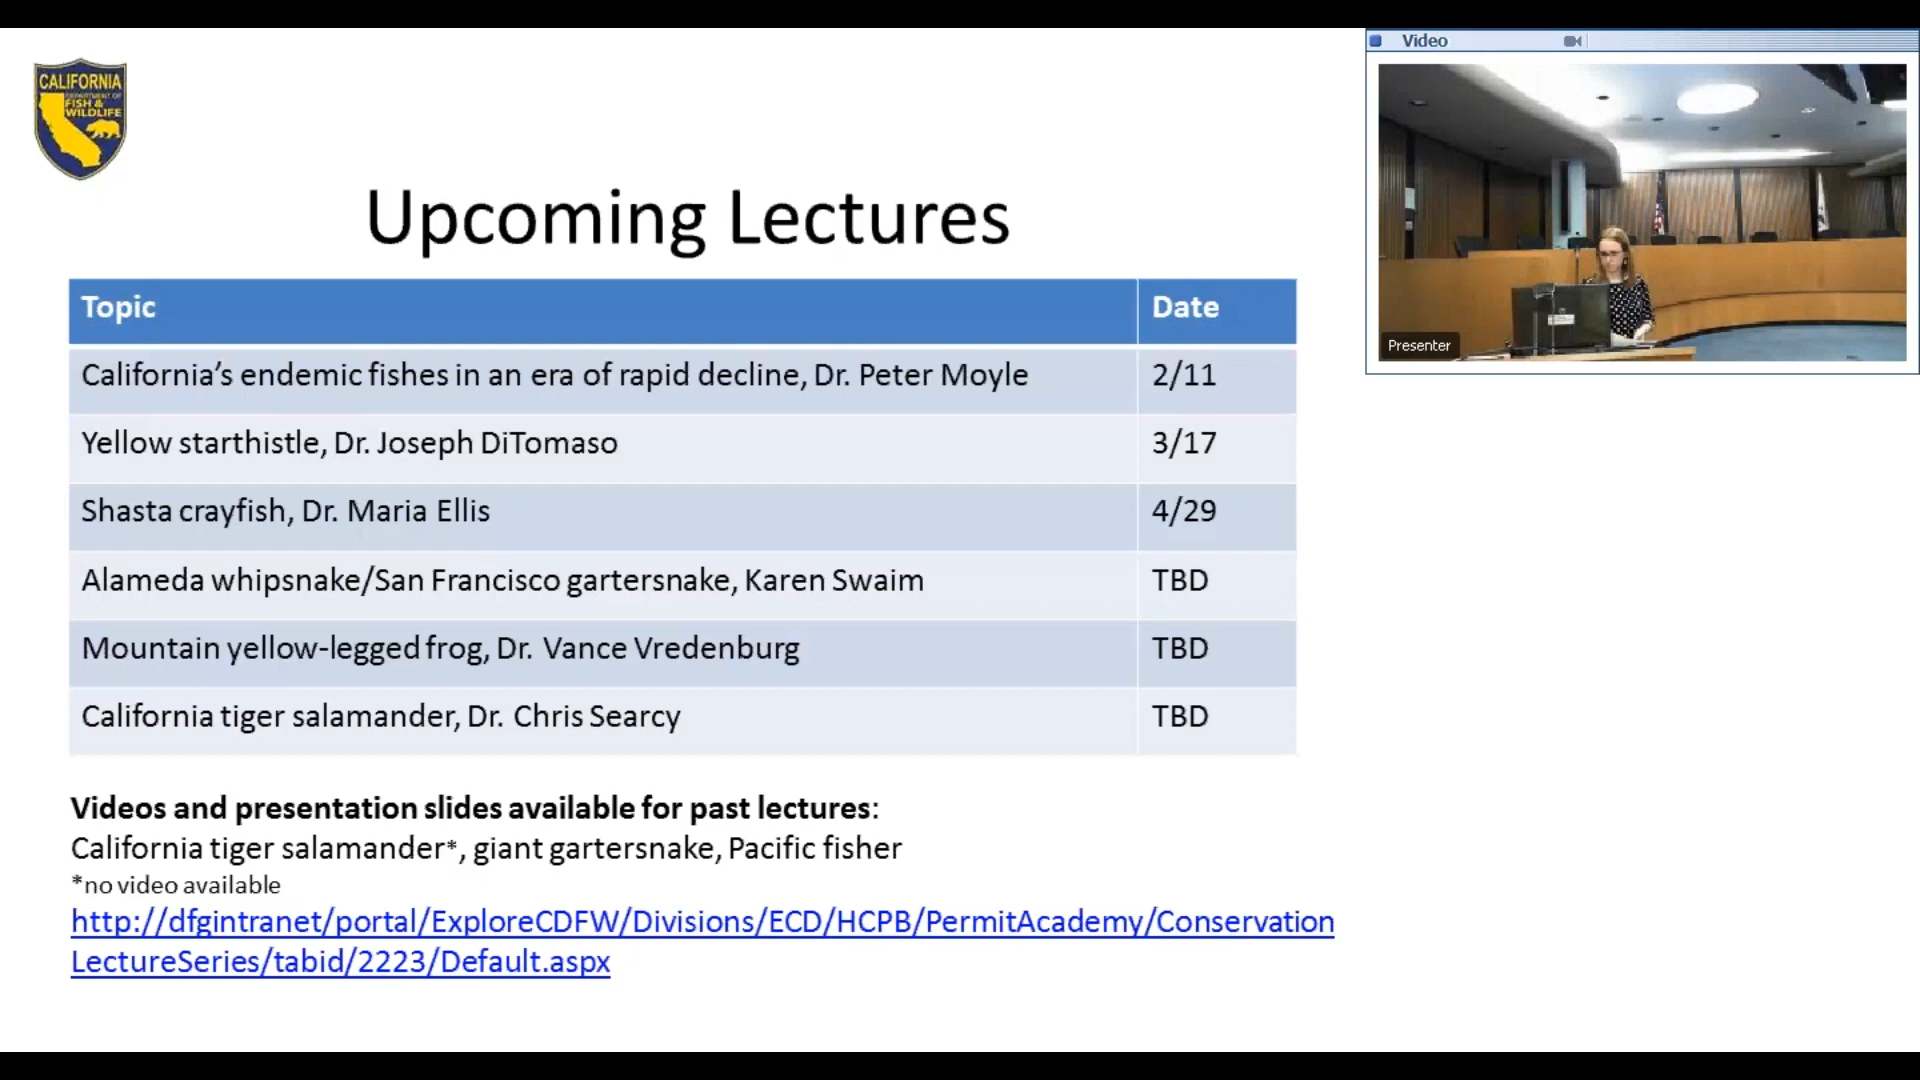 CALIFORNIA
DEPARTMENT OF
FISH &
WILDLIFE
Video
Presenter
Upcoming Lectures
Topic Date
California’s endemic fishes in an era of rapid decline, Dr. Peter Moyle 2/11
Yellow starthistle, Dr. Joseph DiTomaso 3/17
Shasta crayfish, Dr. Maria Ellis 4/29
Alameda whipsnake/San Francisco gartersnake, Karen Swaim TBD
Mountain yellow-legged frog, Dr. Vance Vredenburg TBD
California tiger salamander, Dr. Chris Searcy TBD
Videos and presentation slides available for past lectures:
California tiger salamander*, giant gartersnake, Pacific fisher
*no video available
http://dfgintranet/portal/ExploreCDFW/Divisions/ECD/HCPB/PermitAcademy/Conservation
LectureSeries/tabid/2223/Default.aspx